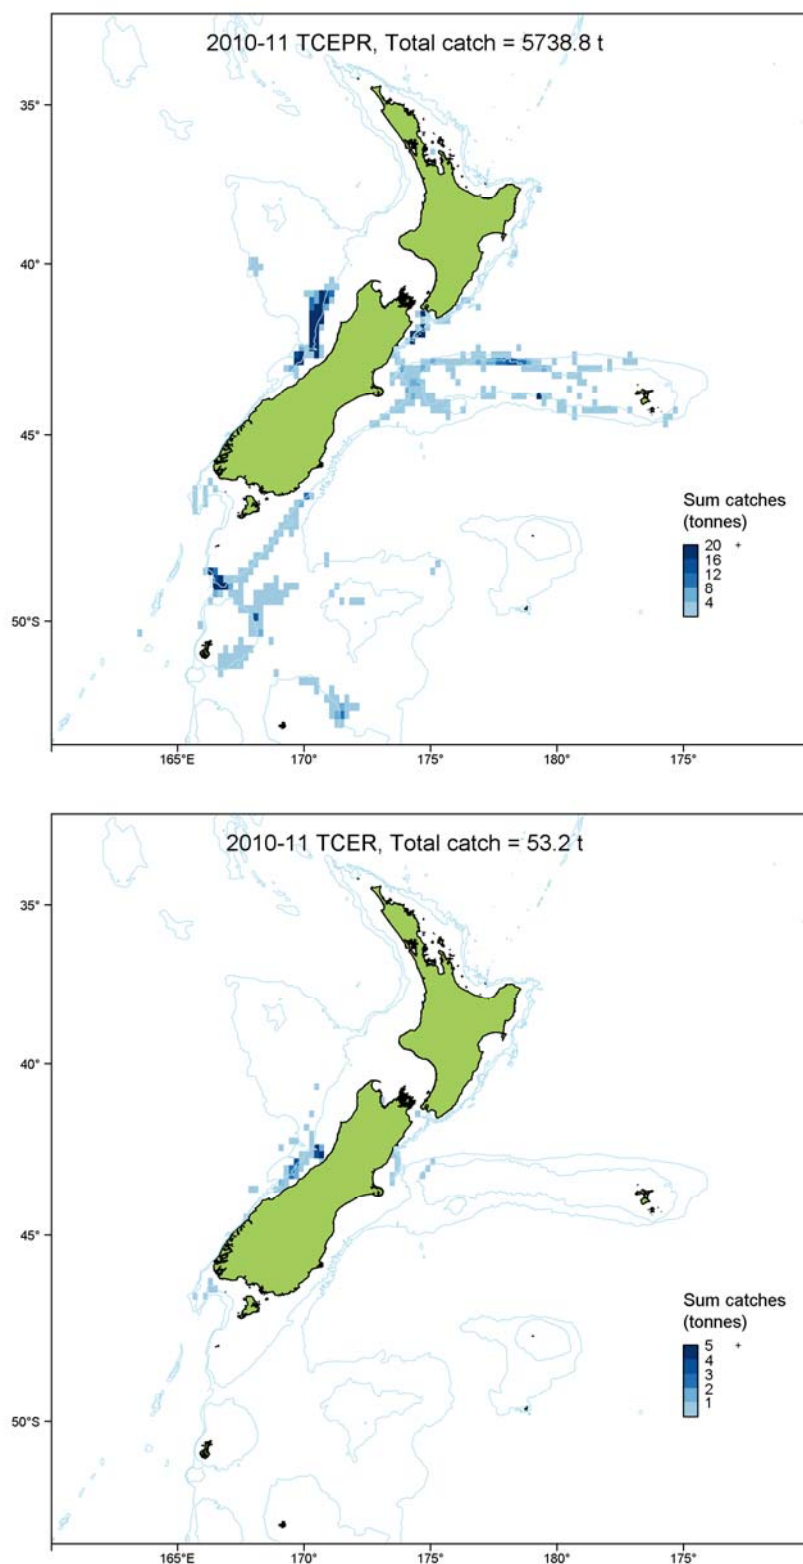 2010-11 TCEPR, Total catch = 5738.8 t
35°
40°
45°
50°S
Sum catches
(tonnes)
20 +
16
12
8
4
165°E
170°
175°
180°
175°
2010-11 TCER, Total catch = 53.2 t
35°
40°
45°
50°S
Sum catches
(tonnes)
5 +
4
3
2
1
165°E
170°
175°
180°
175°